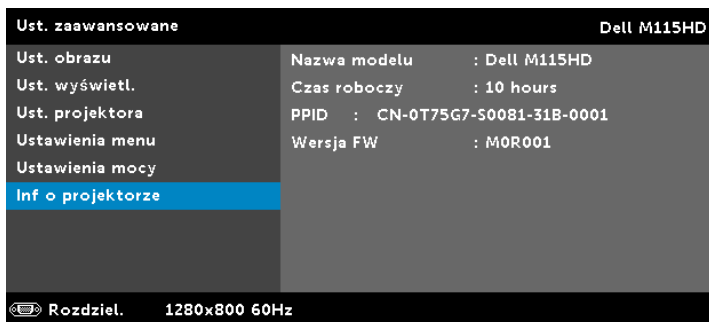 Ust. zaawansowane Dell M115HD
Ust. obrazu
Ust. wyświetl.
Ust. projektora
Ustawienia menu
Ustawienia mocy
Inf o projektorze
Nazwa modelu : Dell M115HD
Czas roboczy : 10 hours
PPID : CN-0T75G7-S0081-31B-0001
Wersja FW : M0R001
Rozdziel. 1280x800 60Hz